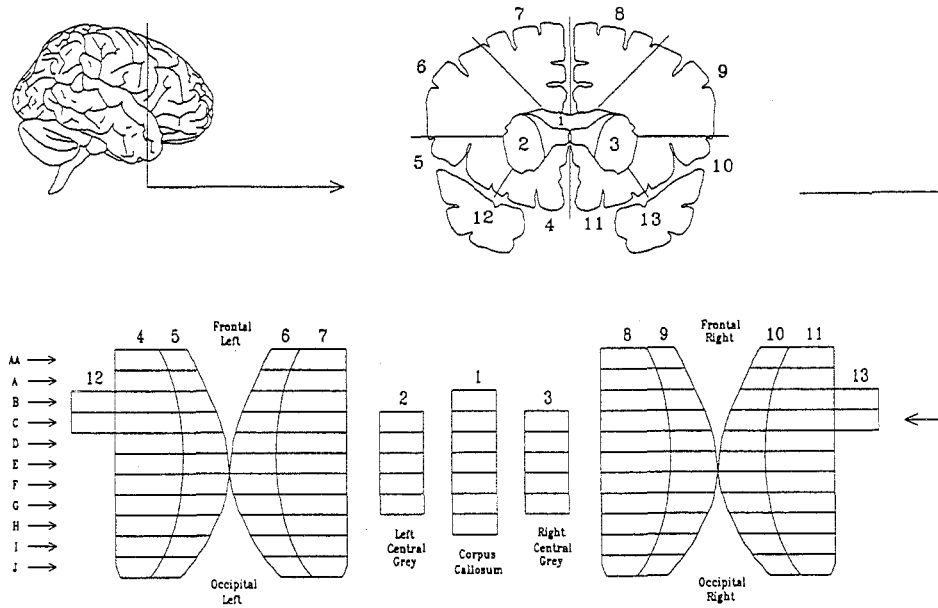 7 8
6 9
1
2 3
5 10
12 13
4 11
Frontal Left
4 5 6 7
Frontal Right
8 9 10 11
12 2 1 3 13
AA
A
B
C
D
E
F
G
H
I
J
Left
Central
Grey
Corpus
Callosum
Right
Central
Grey
Occipital
Left
Occipital
Right